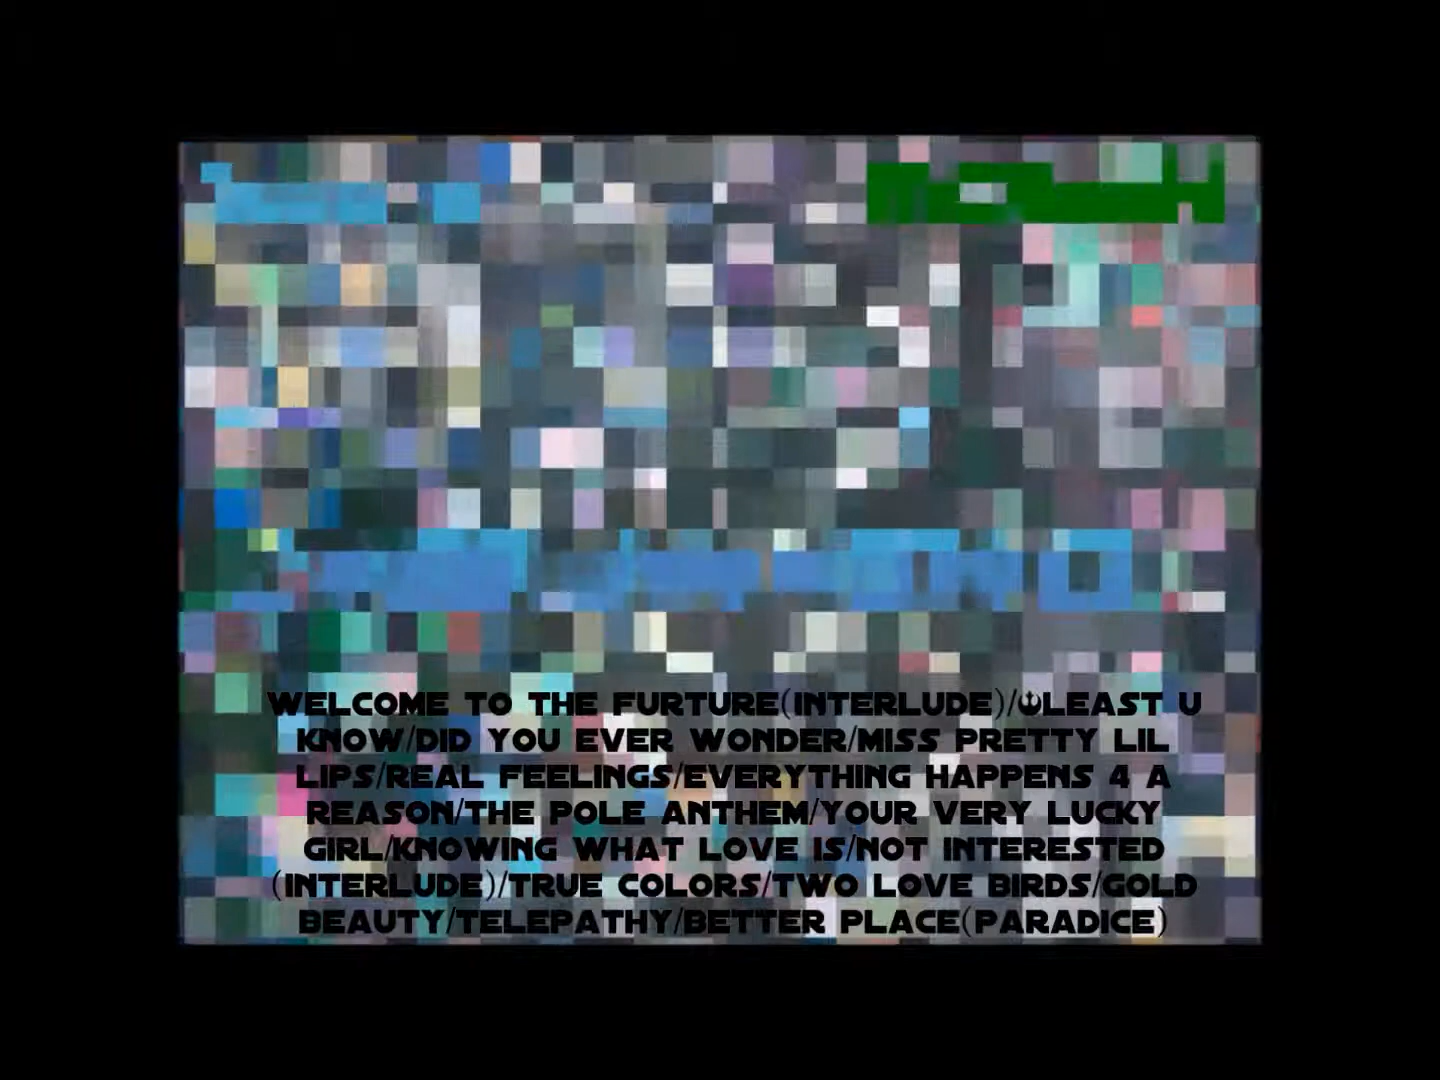 WELCOME TO THE FURTURE(INTERLUDE)/LEAST U
KNOW/DID YOU EVER WONDER/MISS PRETTY LIL
LIPS/REAL FEELINGS/EVERYTHING HAPPENS 4 A
REASON/THE POLE ANTHEM/YOUR VERY LUCKY
GIRL/KNOWING WHAT LOVE IS/NOT INTERESTED
(INTERLUDE)/TRUE COLORS/TWO LOVE BIRDS/GOLD
BEAUTY/TELEPATHY/BETTER PLACE(PARADICE)